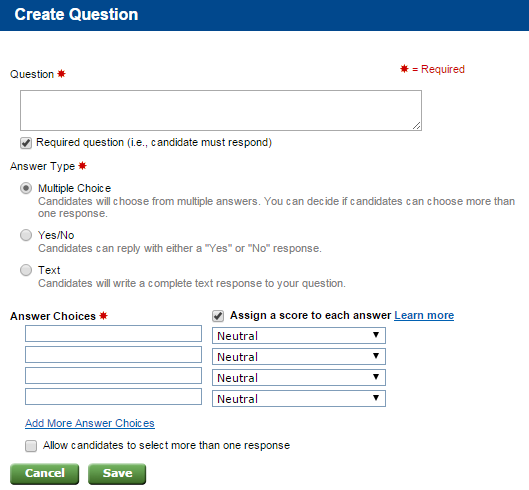 Create Question
Question ✸
✸ = Required
Required question (i.e., candidate must respond)
Answer Type ✸
Multiple Choice
Candidates will choose from multiple answers. You can decide if candidates can choose more than
one response.
Yes/No
Candidates can reply with either a "Yes" or "No" response.
Text
Candidates will write a complete text response to your question.
Answer Choices ✸
Assign a score to each answer Learn more
Neutral
Neutral
Neutral
Neutral
Add More Answer Choices
Allow candidates to select more than one response
Cancel Save